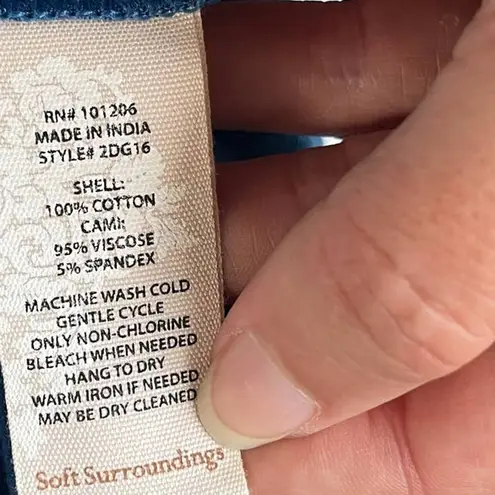 RN# 101206
MADE IN INDIA
STYLE# 2DG16
SHELL:
100% COTTON
CAMI:
95% VISCOSE
5% SPANDEX
MACHINE WASH COLD
GENTLE CYCLE
ONLY NON-CHLORINE
BLEACH WHEN NEEDED
HANG TO DRY
WARM IRON IF NEEDED
MAY BE DRY CLEANED
Soft Surroundings